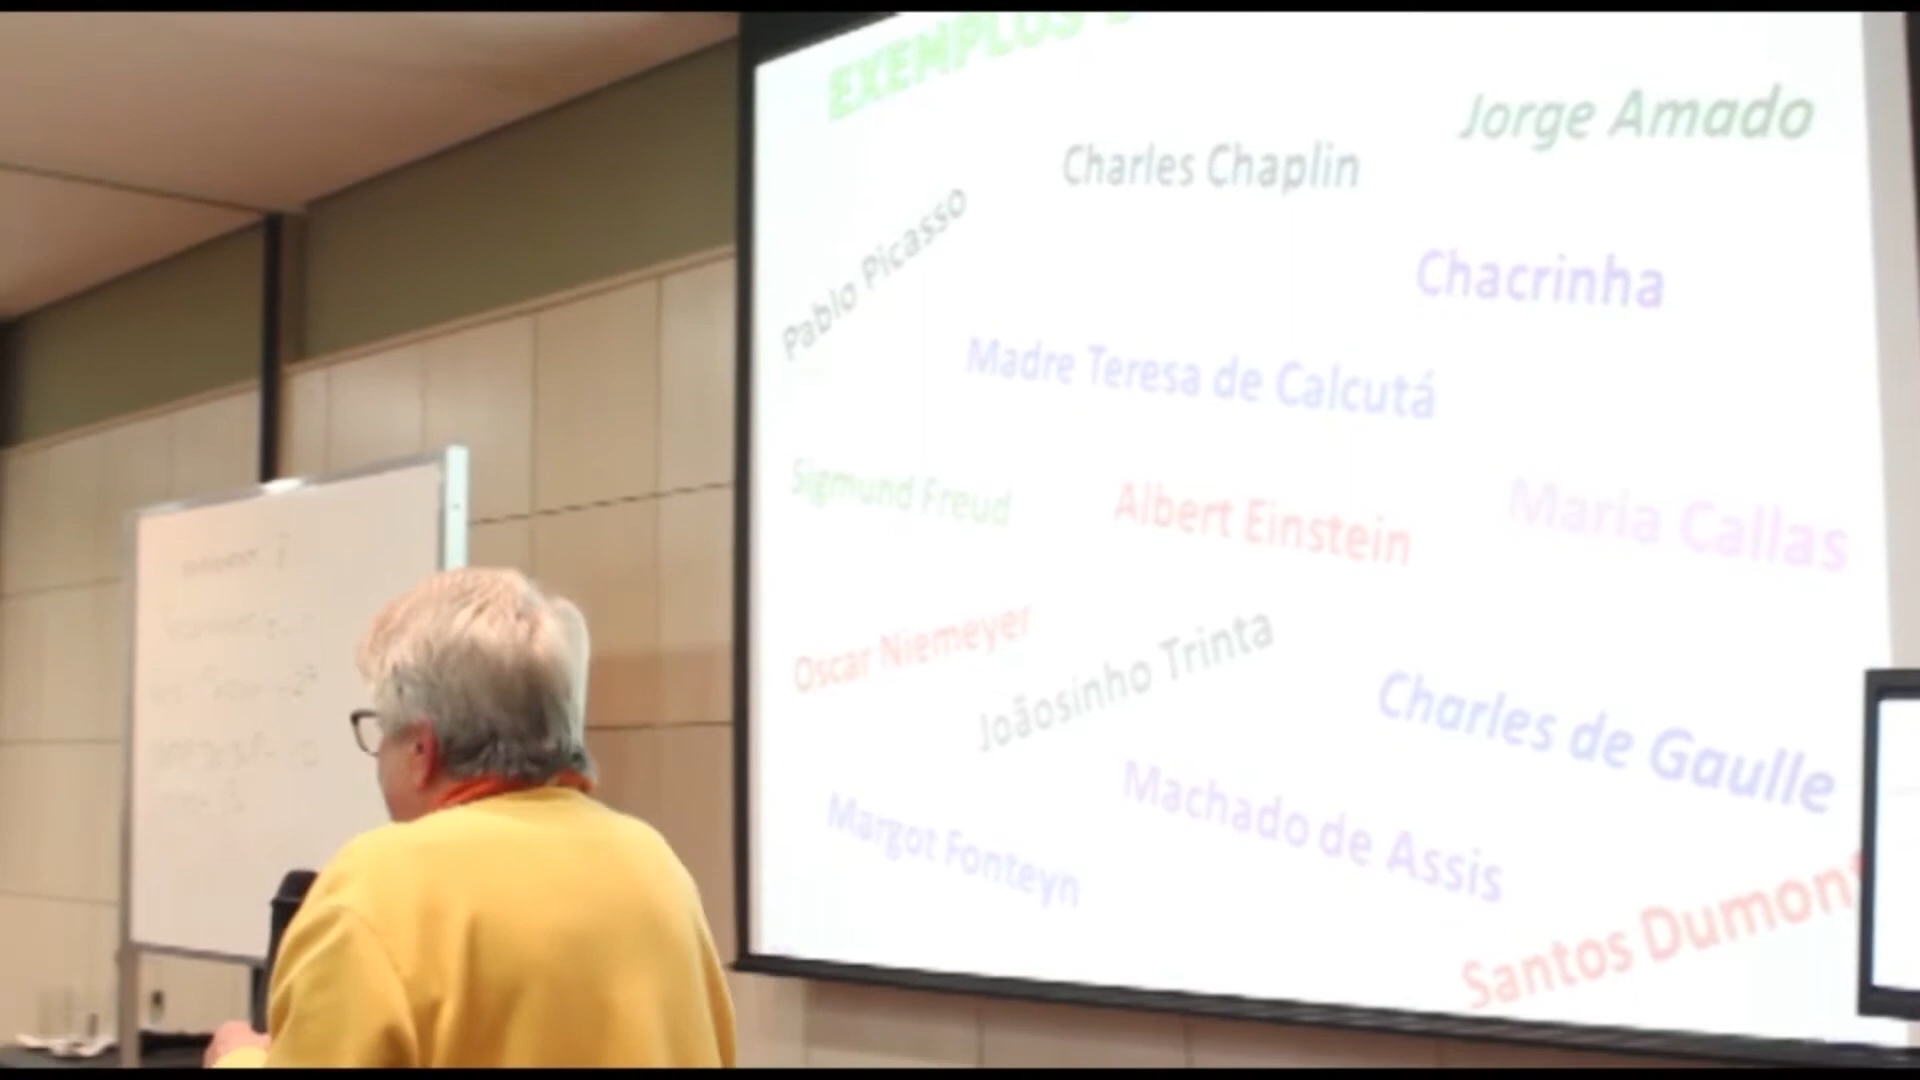 EXEMPLOS
Jorge Amado
Charles Chaplin
Pablo Picasso
Chacrinha
Madre Teresa de Calcutá
Sigmund Freud
Albert Einstein
Maria Callas
Oscar Niemeyer
Joãosinho Trinta
Charles de Gaulle
Machado de Assis
Margot Fonteyn
Santos Dumont